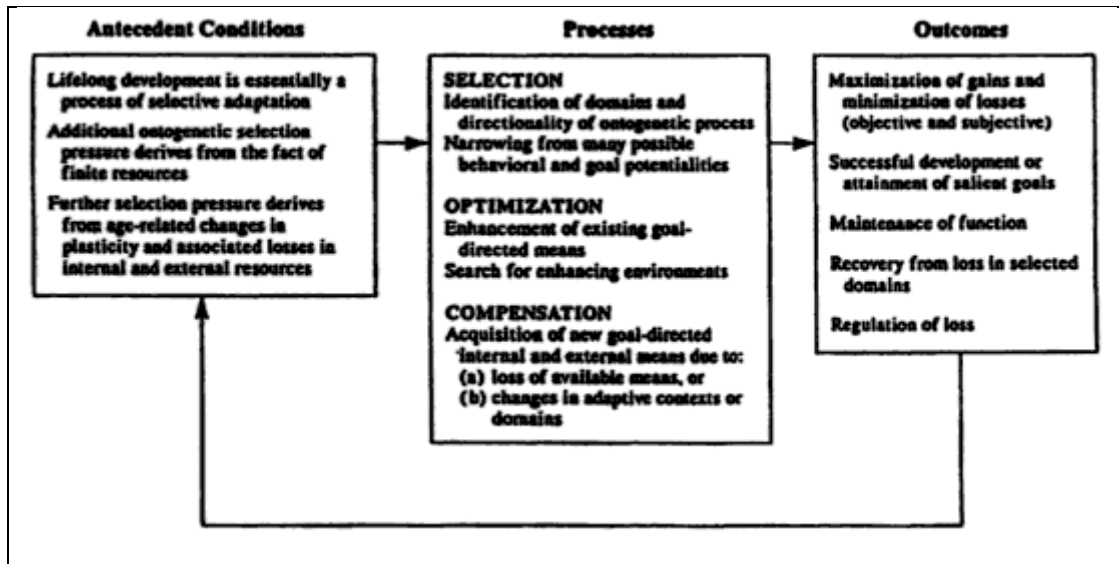 Antecedent Conditions
Lifelong development is essentially a
process of selective adaptation
Additional ontogenetic selection
pressure derives from the fact of
finite resources
Further selection pressure derives
from age-related changes in
plasticity and associated losses in
internal and external resources
Processes
SELECTION
Identification of domains and
directionality of ontogenetic process
Narrowing from many possible
behavioral and goal potentialities
OPTIMIZATION
Enhancement of existing goal-
directed means
Search for enhancing environments
COMPENSATION
Acquisition of new goal-directed
internal and external means due to:
(a) loss of available means, or
(b) changes in adaptive contexts or
domains
Outcomes
Maximization of gains and
minimization of losses
(objective and subjective)
Successful development or
attainment of salient goals
Maintenance of function
Recovery from loss in selected
domains
Regulation of loss